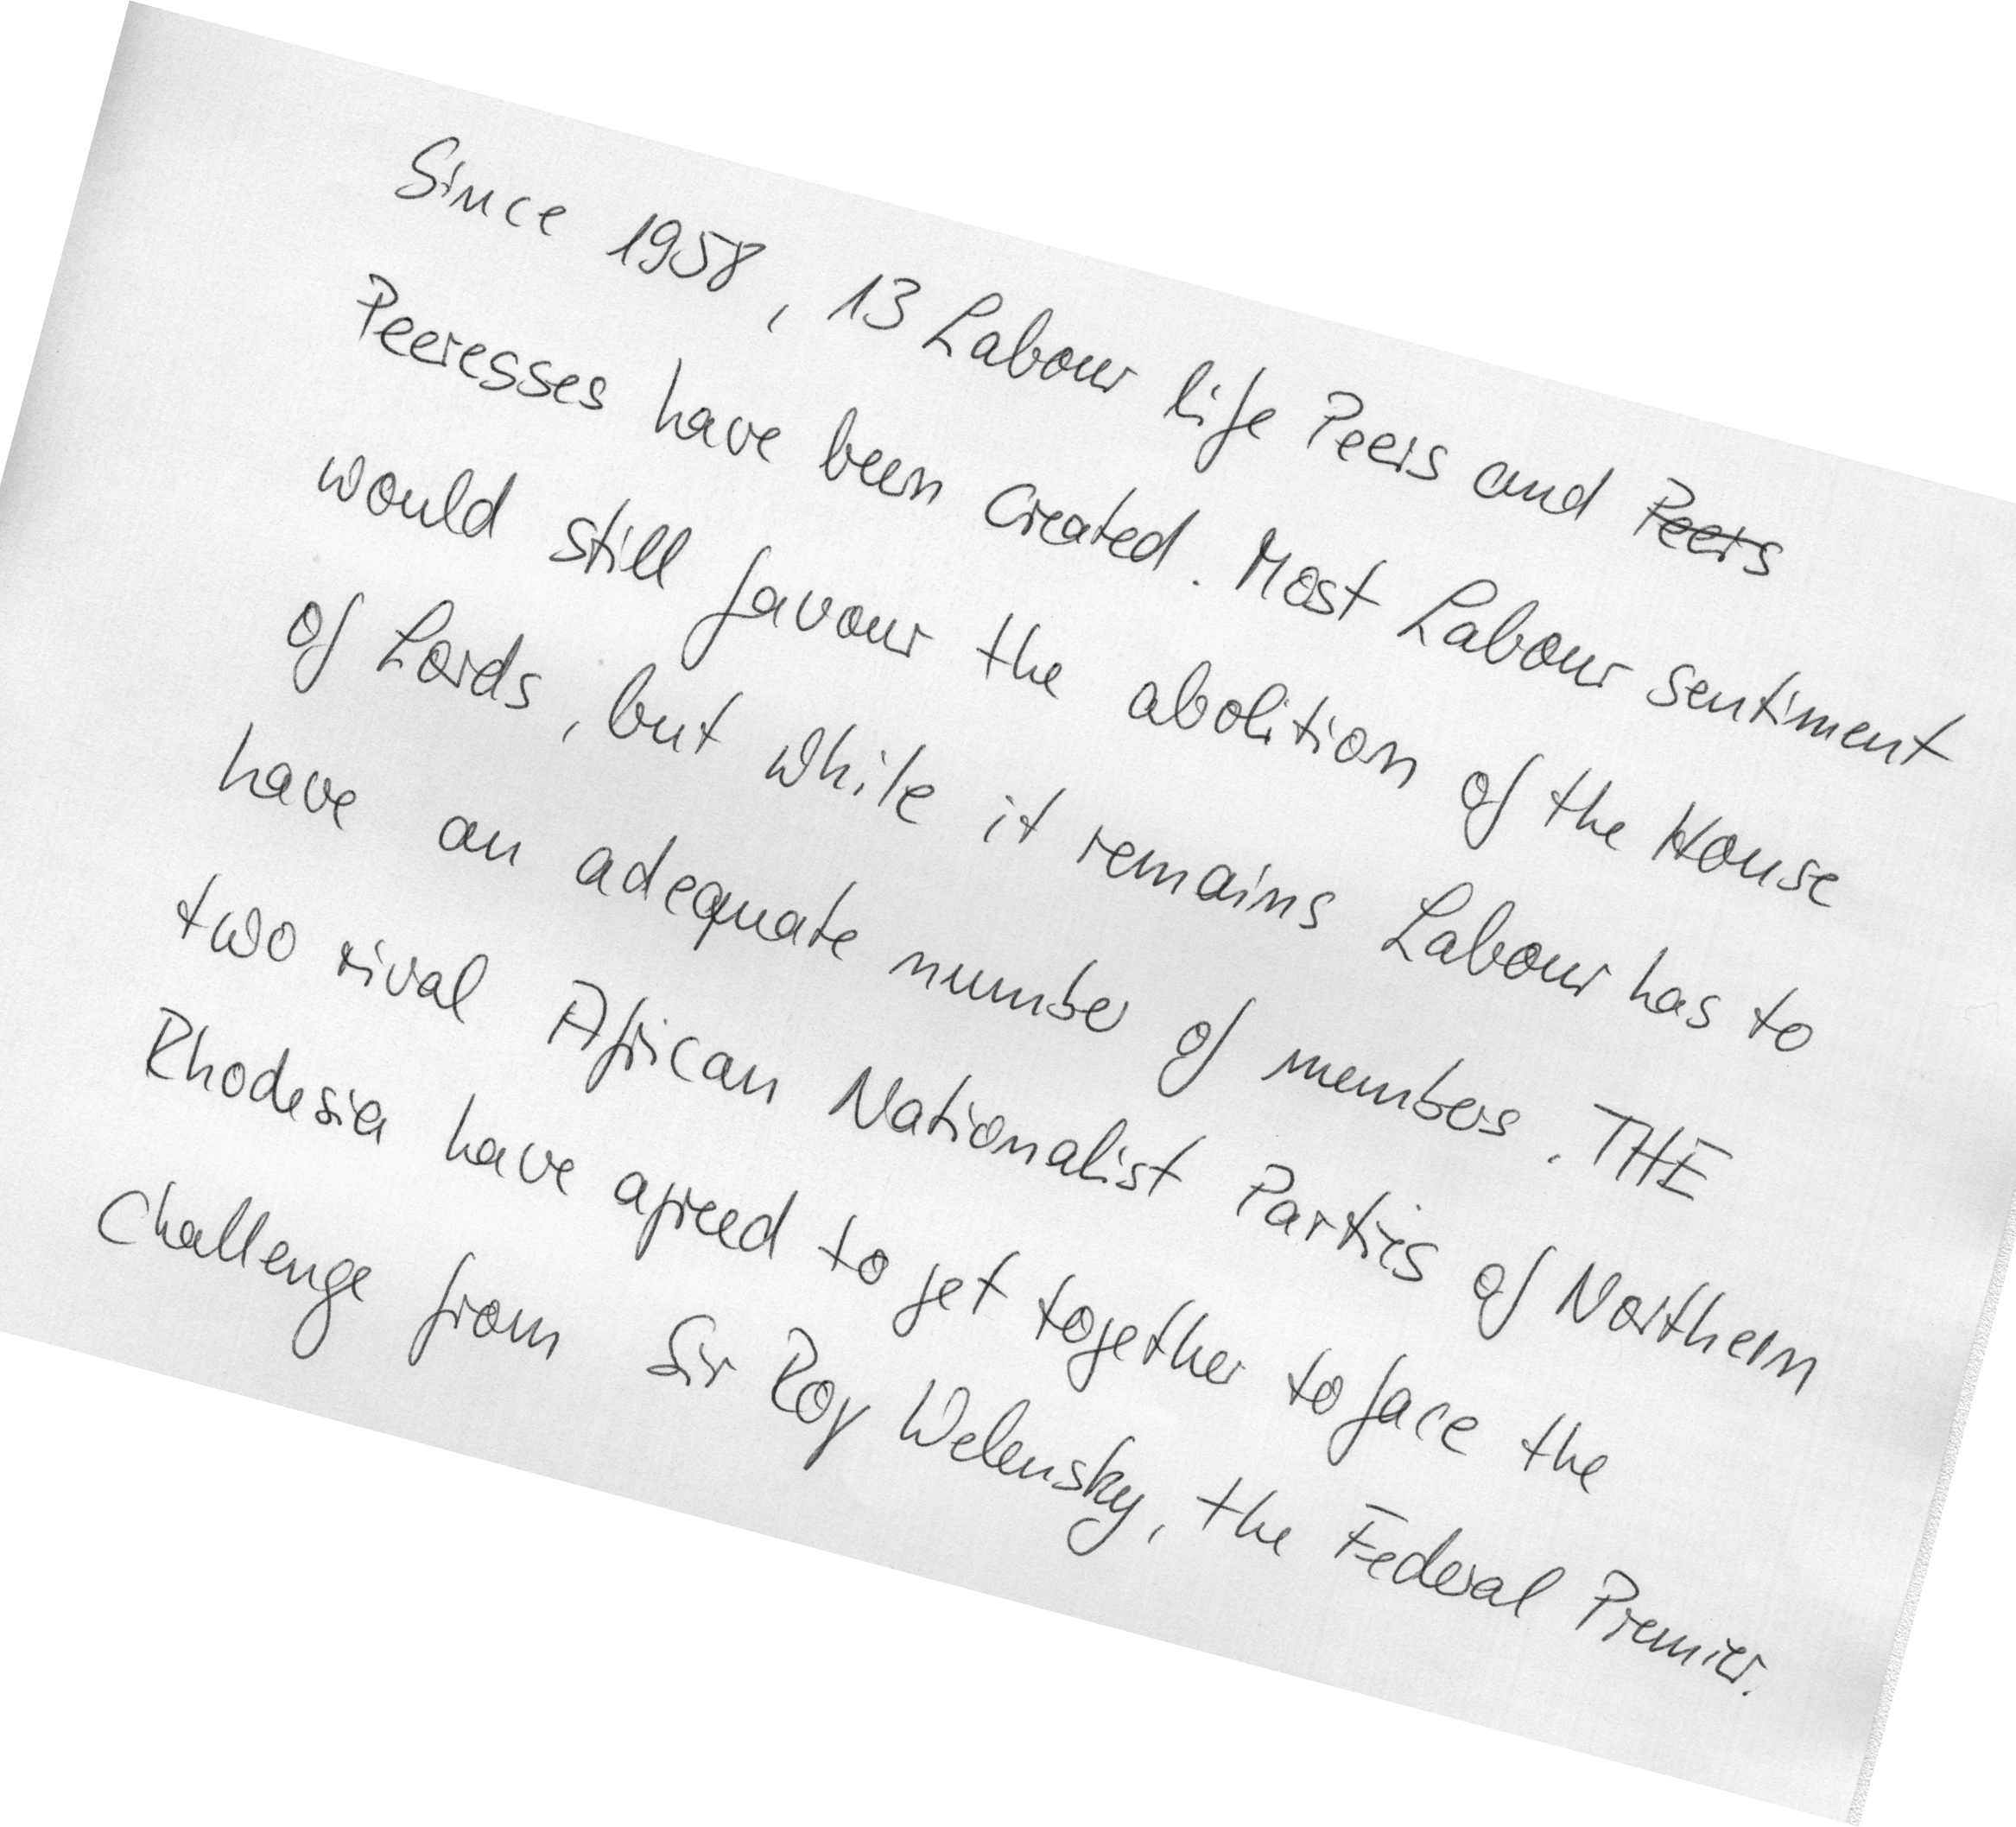 Since 1958, 13 Labour life Peers and Peers
Peeresses have been created. Most Labour sentiment
would still favour the abolition of the House
of Lords, but while it remains Labour has to
have an adequate number of members. THE
two rival African Nationalist Parties of Northern
Rhodesia have agreed to get together to face the
Challenge from Sir Roy Welensky, the Federal Premier.